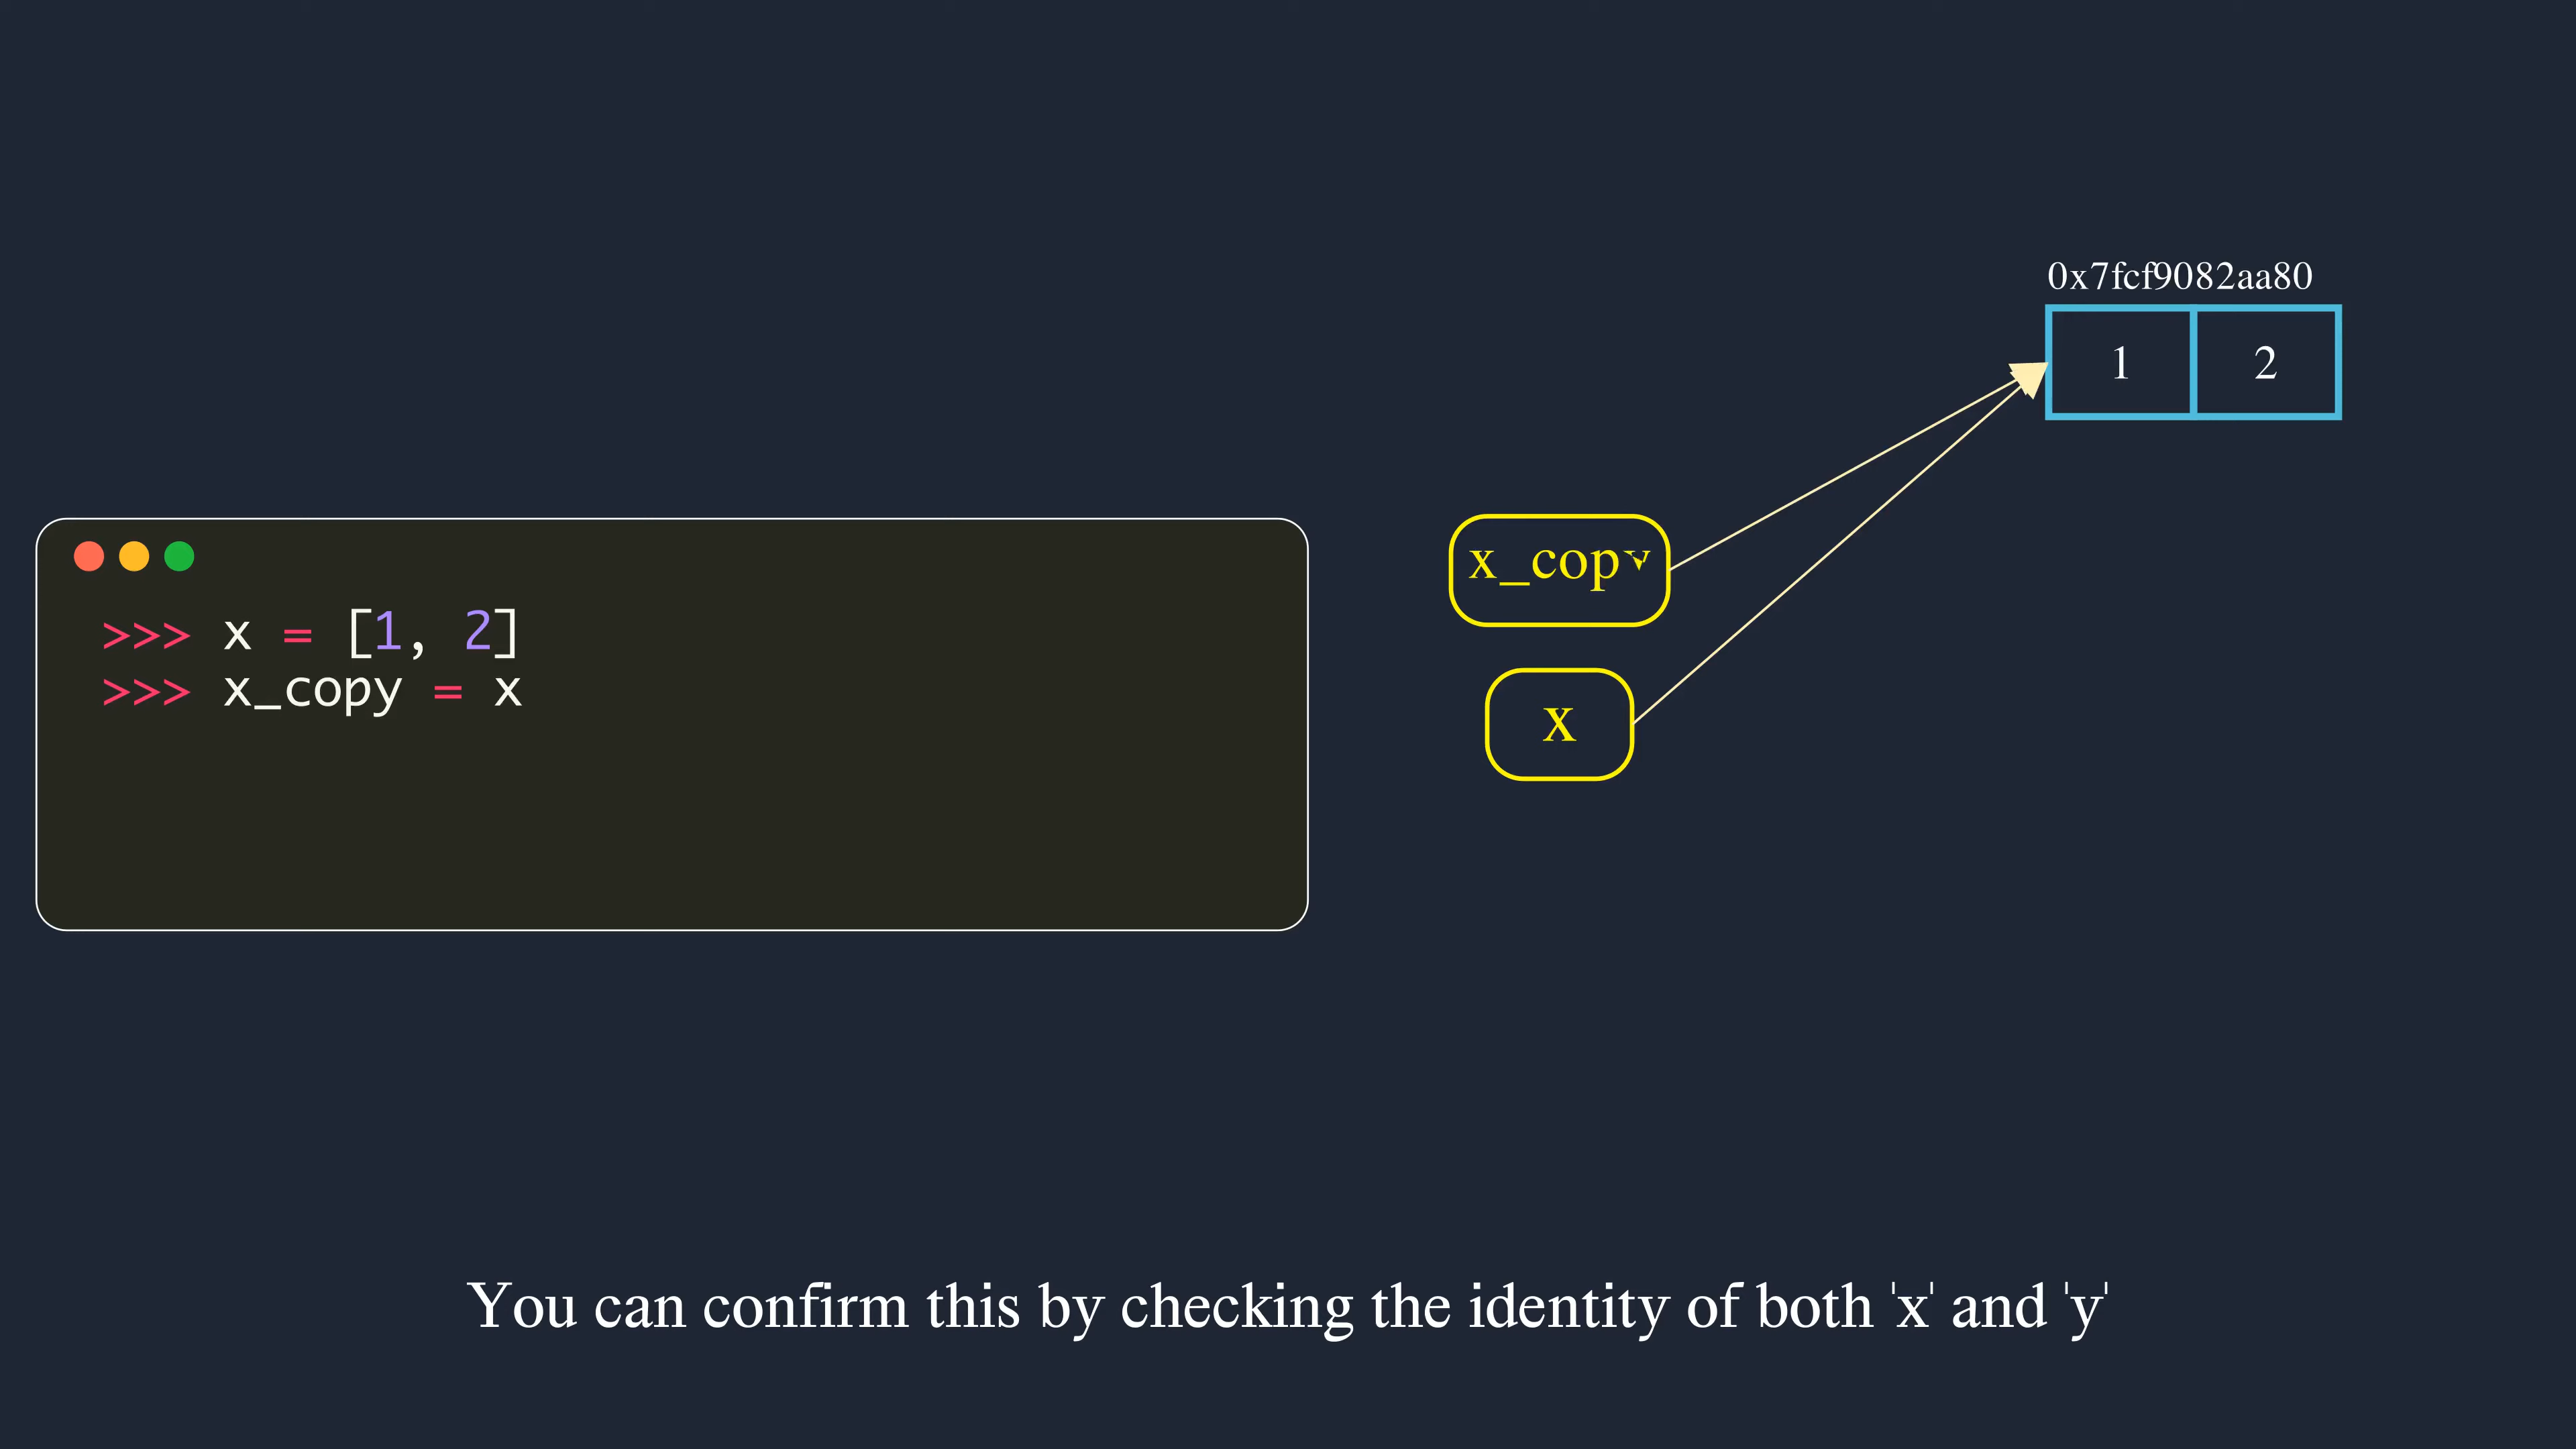 0x7fcf9082aa80
1 2
>>> x = [1, 2]
>>> x_copy = x
x_copy
x
You can confirm this by checking the identity of both 'x' and 'y'